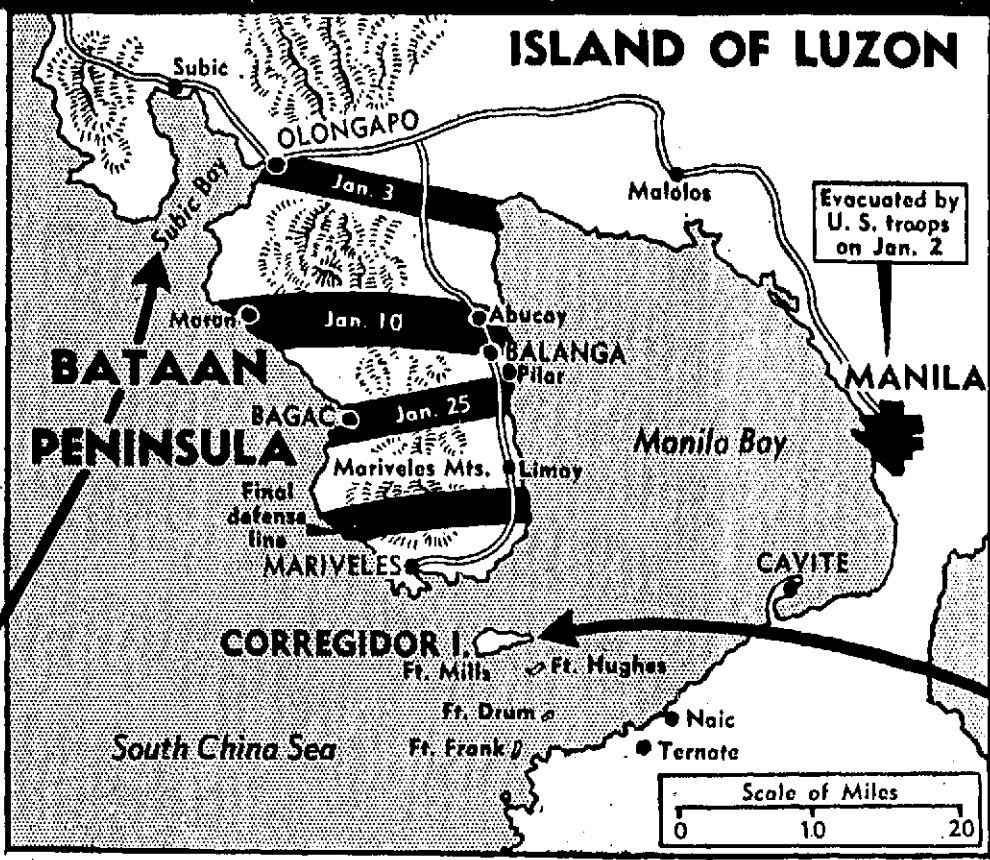 ISLAND OF LUZON
Subic
OLONGAPO
Subic Bay
Jan. 3
Malolos
Evacuated by
U. S. troops
on Jan. 2
Moron
Jan. 10
Abucay
BALANGA
Pilar
BATAAN
PENINSULA
MANILA
BAGAC
Jan. 25
Manila Bay
Mariveles Mts.
Limay
Final
defense
line
MARIVELES
CAVITE
CORREGIDOR I.
Ft. Mills
Ft. Hughes
Ft. Drum
Naic
South China Sea
Ft. Frank
Ternate
Scale of Miles
0 10 20